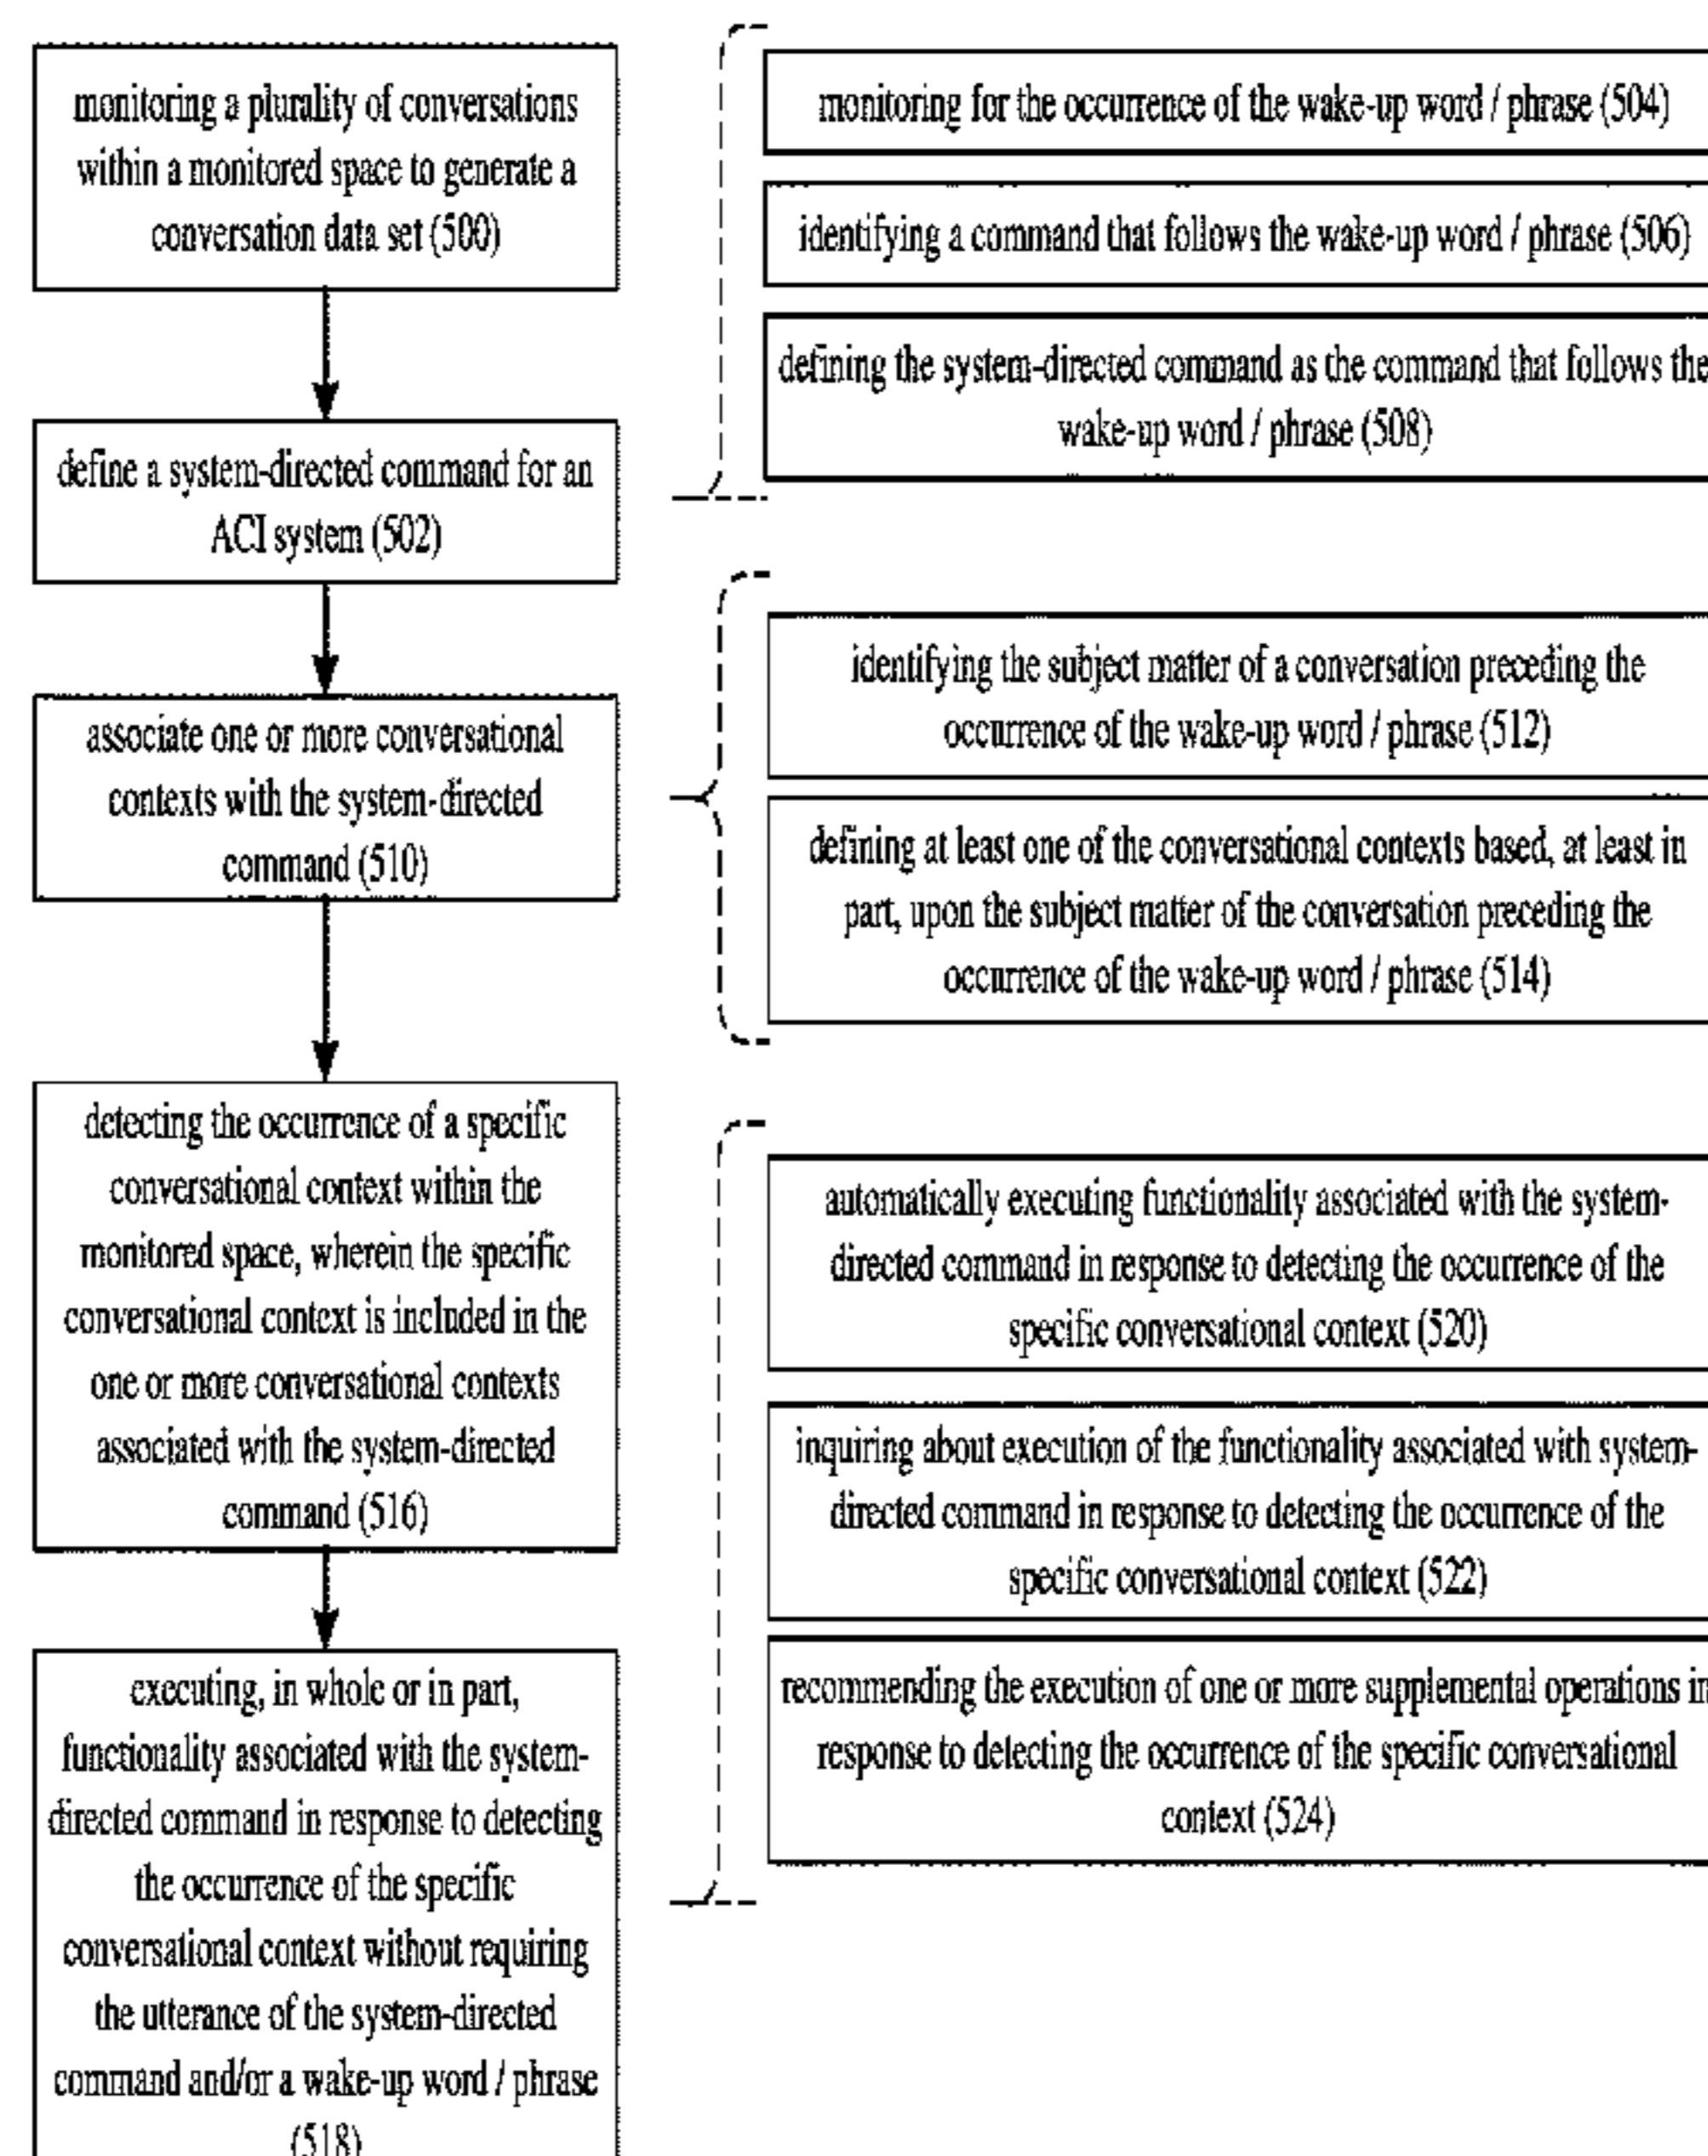 monitoring a plurality of conversations
within a monitored space to generate a
conversation data set (500)
define a system-directed command for an
ACI system (502)
associate one or more conversational
contexts with the system-directed
command (510)
detecting the occurrence of a specific
conversational context within the
monitored space, wherein the specific
conversational context is included in the
one or more conversational contexts
associated with the system-directed
command (516)
executing, in whole or in part,
functionality associated with the system-
directed command in response to detecting
the occurrence of the specific
conversational context without requiring
the utterance of the system-directed
command and/or a wake-up word / phrase
(518)
monitoring for the occurrence of the wake-up word / phrase (504)
identifying a command that follows the wake-up word / phrase (506)
defining the system-directed command as the command that follows the
wake-up word / phrase (508)
identifying the subject matter of a conversation preceding the
occurrence of the wake-up word / phrase (512)
defining at least one of the conversational contexts based, at least in
part, upon the subject matter of the conversation preceding the
occurrence of the wake-up word / phrase (514)
automatically executing functionality associated with the system-
directed command in response to detecting the occurrence of the
specific conversational context (520)
inquiring about execution of the functionality associated with system-
directed command in response to detecting the occurrence of the
specific conversational context (522)
recommending the execution of one or more supplemental operations in
response to detecting the occurrence of the specific conversational
context (524)